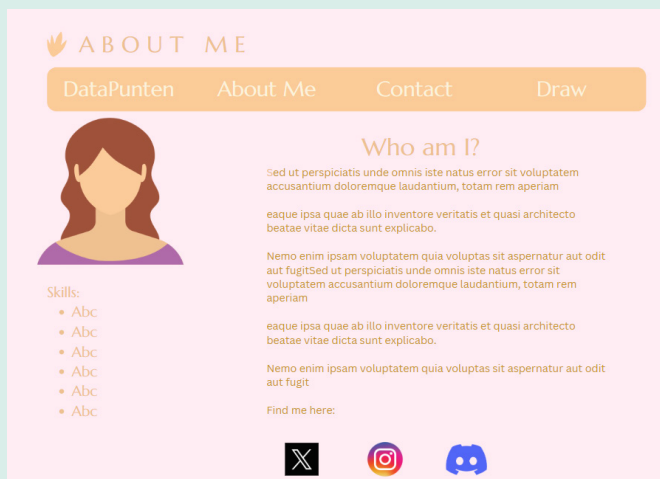 ABOUT ME
DataPunten About Me Contact Draw
Who am I?
Sed ut perspiciatis unde omnis iste natus error sit voluptatem
accusantium doloremque laudantium, totam rem aperiam
eaque ipsa quae ab illo inventore veritatis et quasi architecto
beatae vitae dicta sunt explicabo.
Nemo enim ipsam voluptatem quia voluptas sit aspernatur aut odit
aut fugitSed ut perspiciatis unde omnis iste natus error sit
voluptatem accusantium doloremque laudantium, totam rem
aperiam
eaque ipsa quae ab illo inventore veritatis et quasi architecto
beatae vitae dicta sunt explicabo.
Nemo enim ipsam voluptatem quia voluptas sit aspernatur aut odit
aut fugit
Find me here:
Skills:
• Abc
• Abc
• Abc
• Abc
• Abc
• Abc